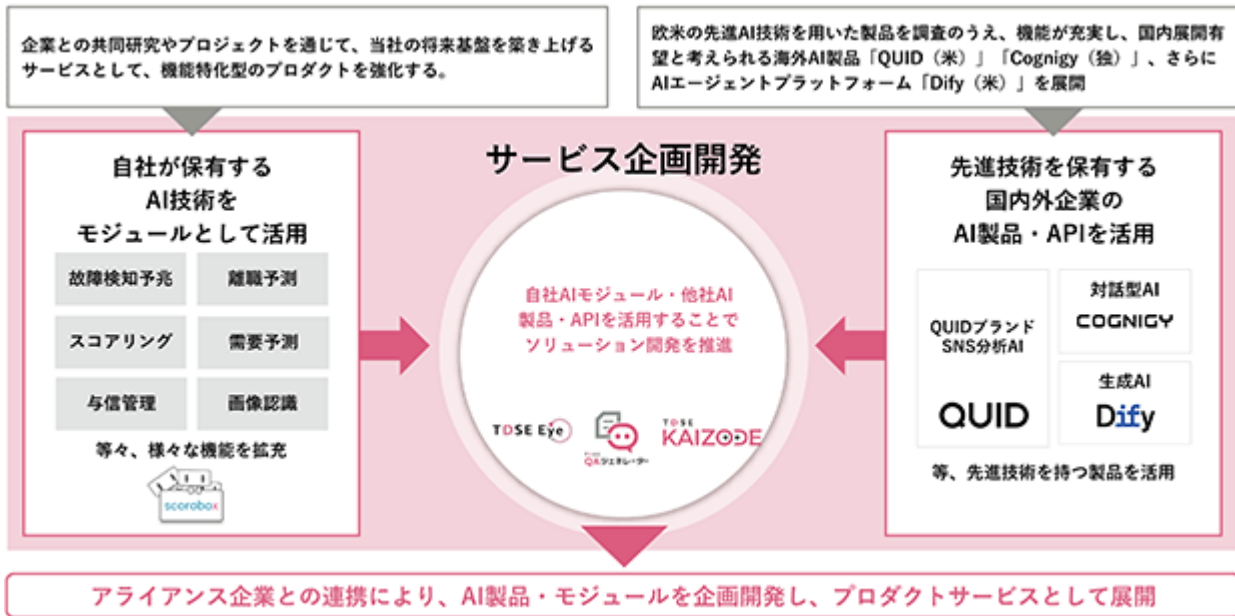 企業との共同研究やプロジェクトを通じて、当社の将来基盤を築き上げる
サービスとして、機能特化型のプロダクトを強化する。
欧米の先進AI技術を用いた製品を調査のうえ、機能が充実し、国内展開有
望と考えられる海外AI製品「QUID（米）」「Cognigy（独）」、さらに
AIエージェントプラットフォーム「Dify（米）」を展開
サービス企画開発
自社が保有する
AI技術を
モジュールとして活用
故障検知予兆
離職予測
スコアリング
需要予測
与信管理
画像認識
等々、様々な機能を拡充
scorobox
自社AIモジュール・他社AI
製品・APIを活用することで
ソリューション開発を推進
TDSE Eye
QAジェネレーター
TDSE
KAIZODE
先進技術を保有する
国内外企業の
AI製品・APIを活用
QUIDブランド
SNS分析AI
QUID
対話型AI
COGNIGY
生成AI
Dify
等、先進技術を持つ製品を活用
アライアンス企業との連携により、AI製品・モジュールを企画開発し、プロダクトサービスとして展開